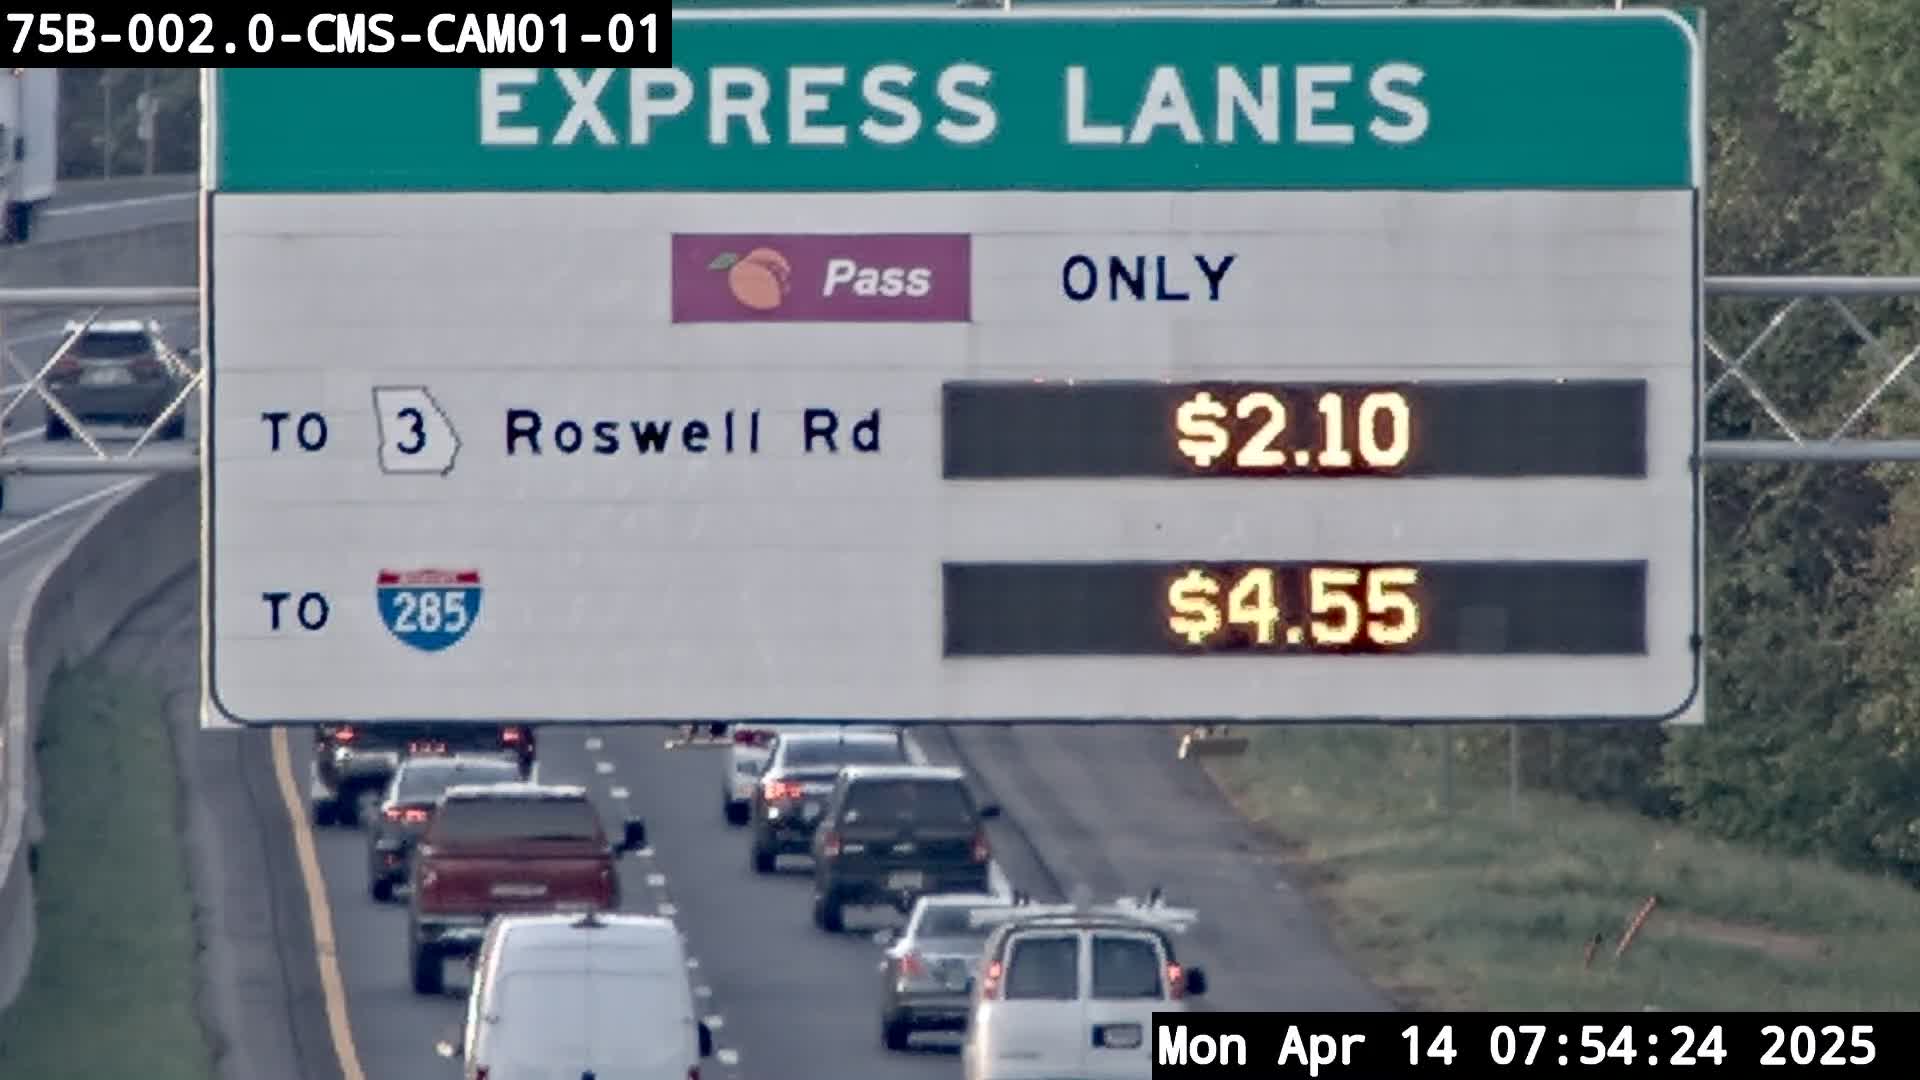 75B-002.0-CMS-CAM01-01
EXPRESS LANES
Pass ONLY
TO 3 Roswell Rd $2.10
TO 285 $4.55
Mon Apr 14 07:54:24 2025